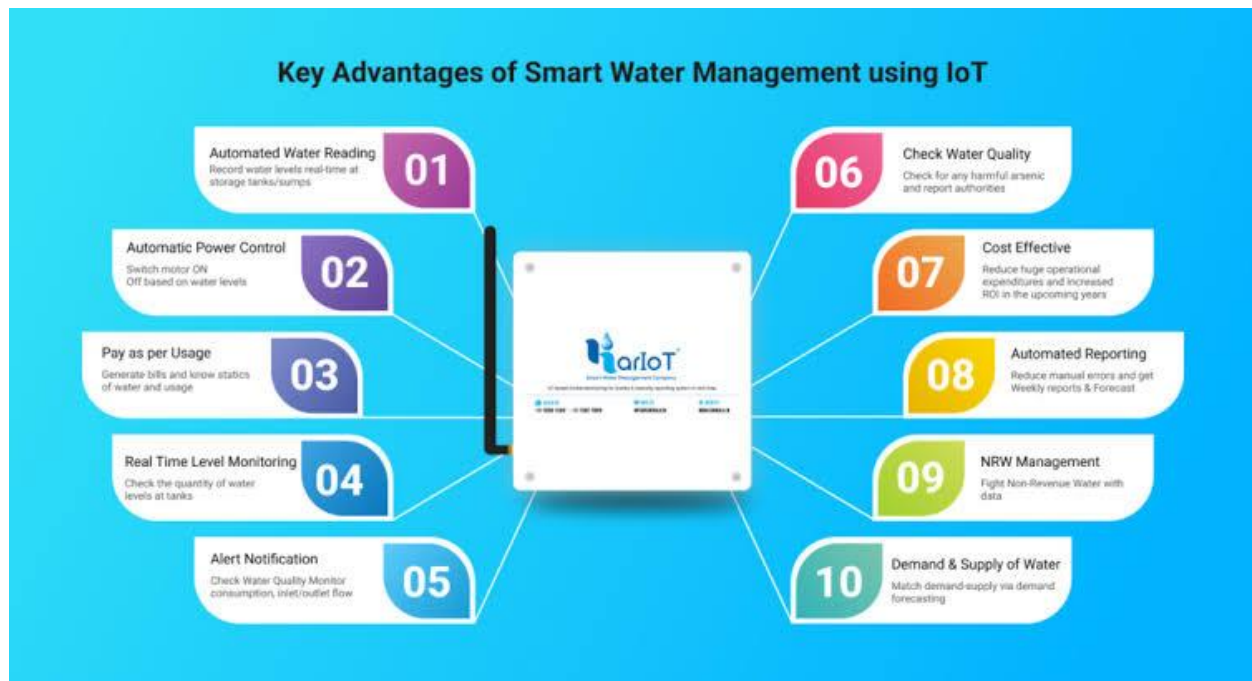 Key Advantages of Smart Water Management using IoT
Automated Water Reading
Record water levels real-time at
storage tanks/sumps
01
Automatic Power Control
Switch motor ON
Off based on water levels
02
Pay as per Usage
Generate bills and know statics
of water and usage
03
Real Time Level Monitoring
Check the quantity of water
levels at tanks
04
Alert Notification
Check Water Quality Monitor
consumption, inlet/outlet flow
05
HarIoT
Smart Water Management Company
06
Check Water Quality
Check for any harmful arsenic
and report authorities
07
Cost Effective
Reduce huge operational
expenditures and increased
ROI in the upcoming years
08
Automated Reporting
Reduce manual errors and get
Weekly reports & Forecast
09
NRW Management
Fight Non-Revenue Water with
data
10
Demand & Supply of Water
Match demand-supply via demand
forecasting